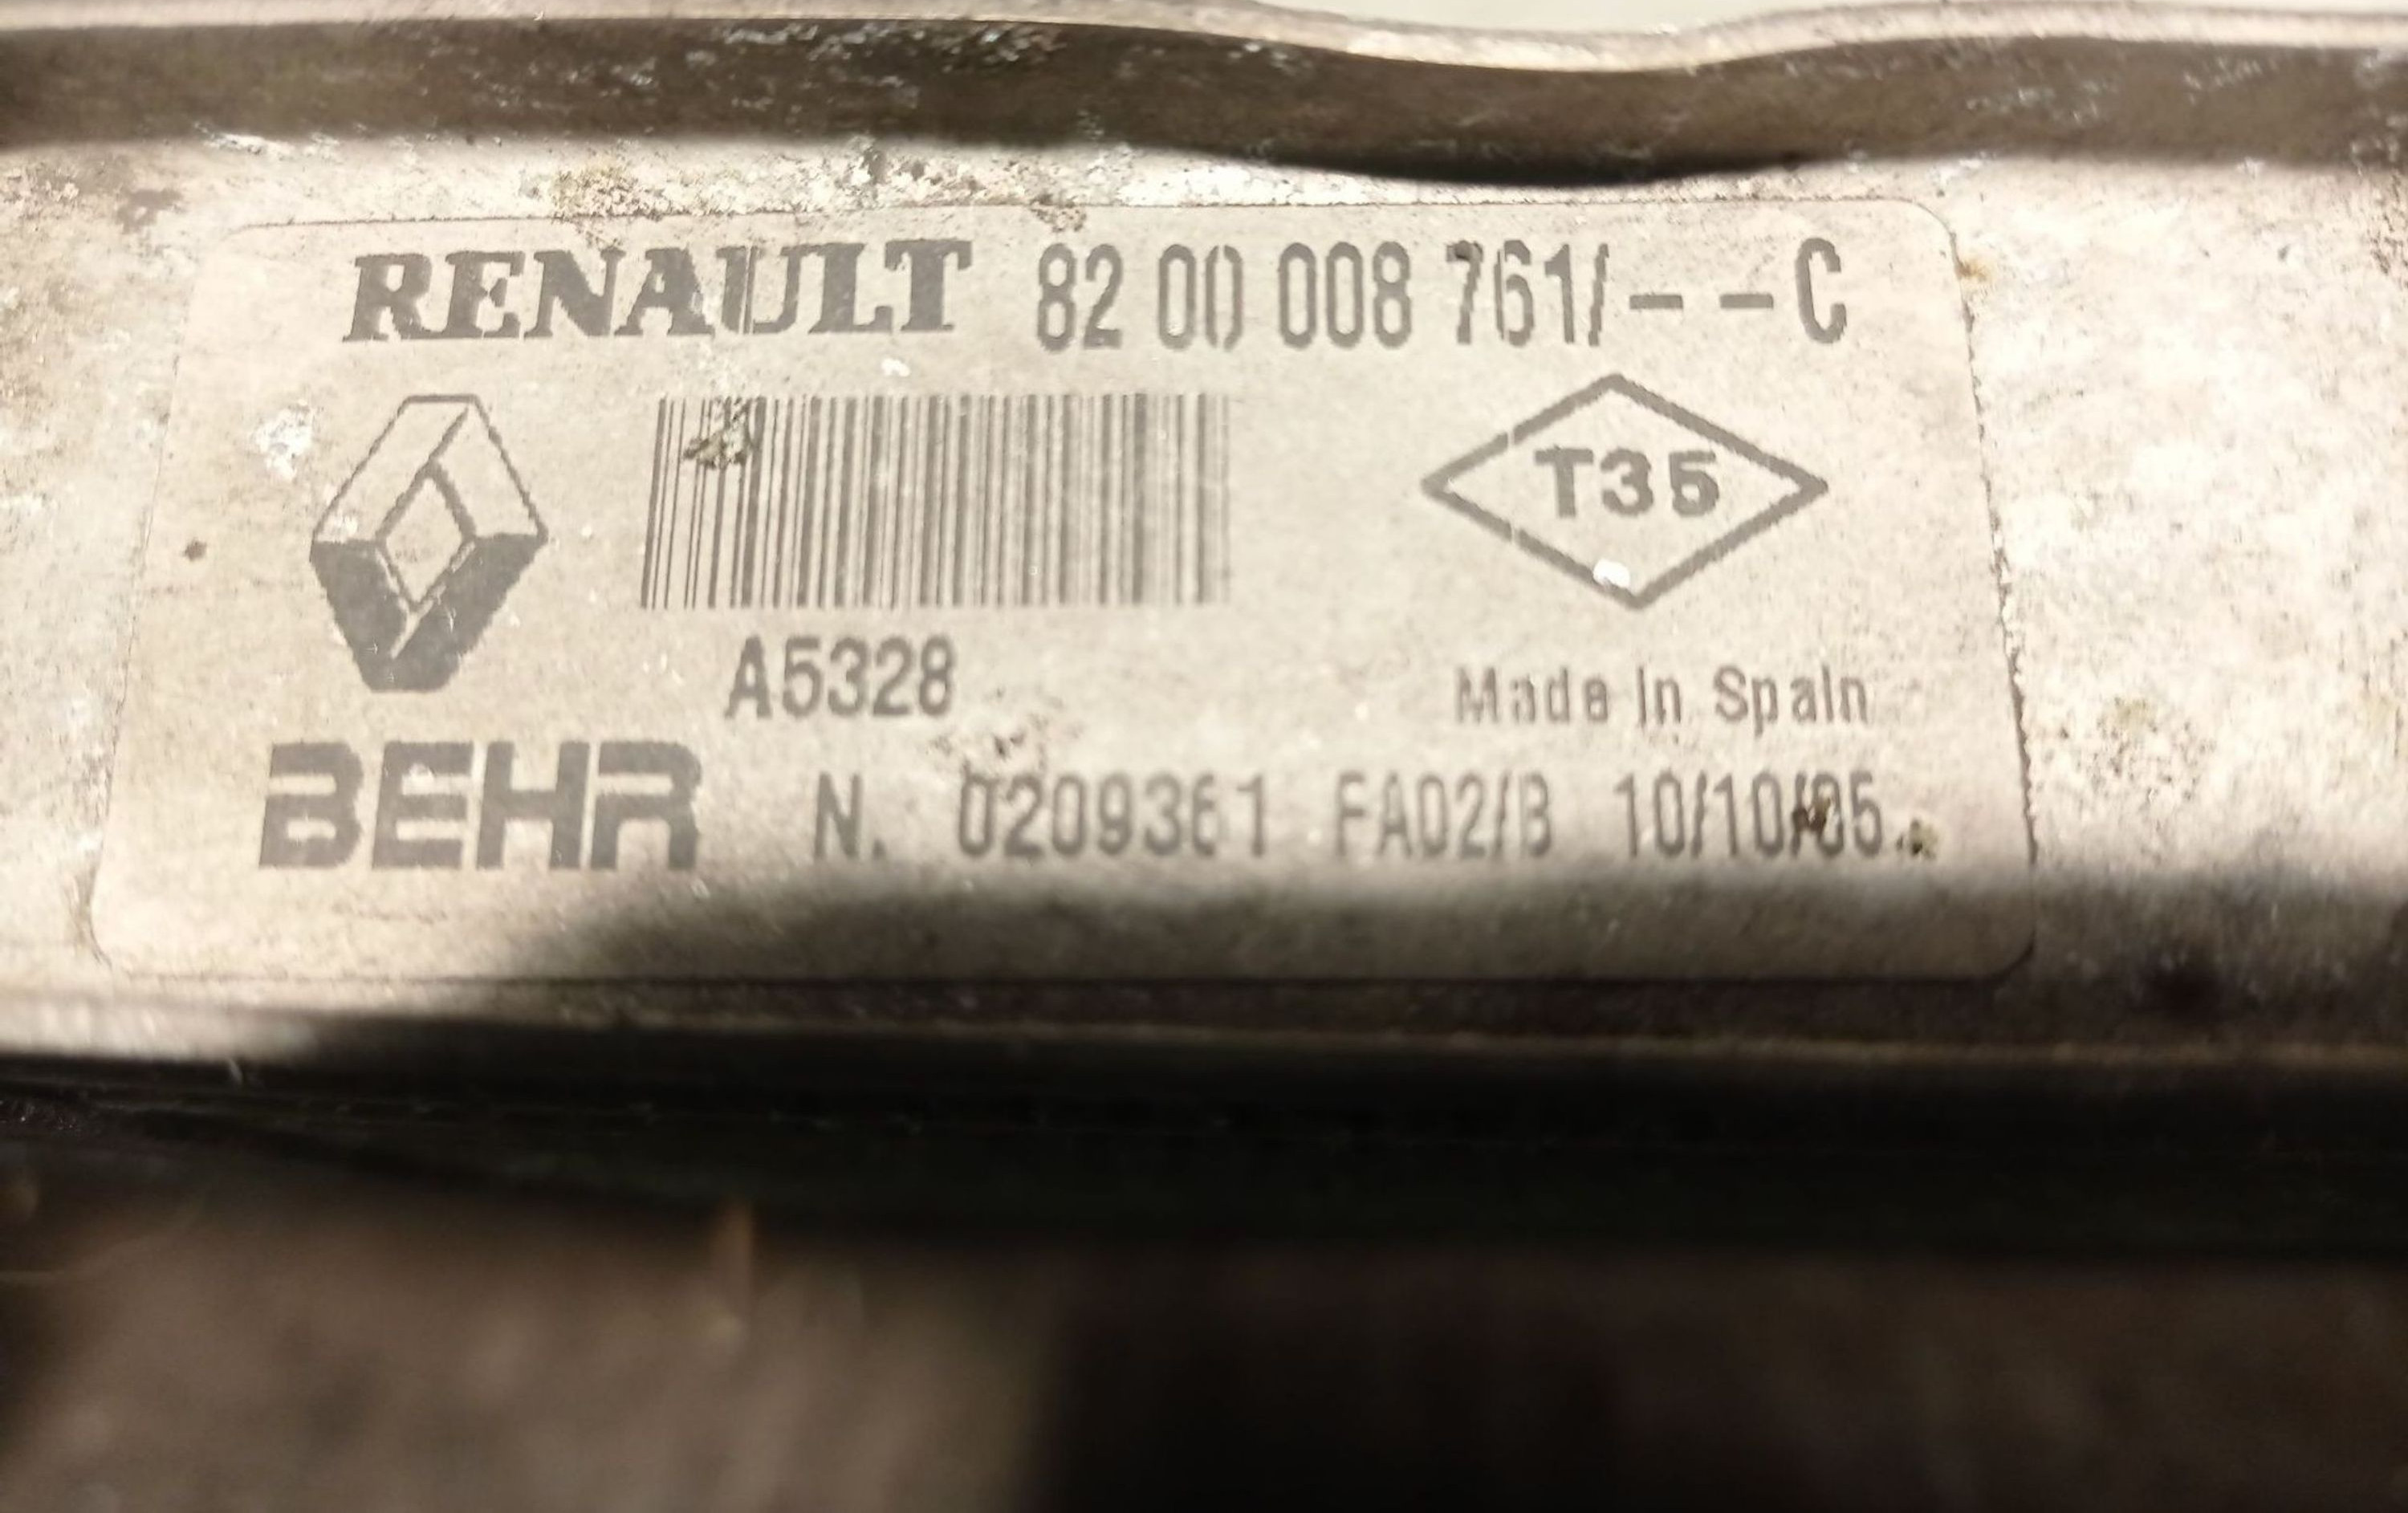 RENAULT 82 00 008 761/--C
T35
A5328
Made in Spain
BEHR N. 0209361 FA02/B 10/10/05